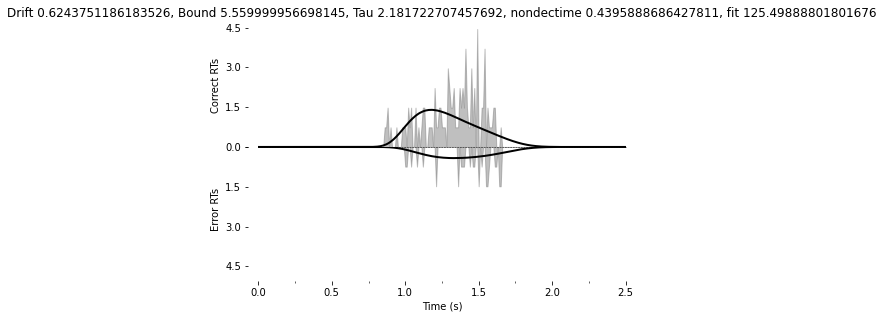 Drift 0.6243751186183526, Bound 5.559999956698145, Tau 2.181722707457692, nondectime 0.4395888686427811, fit 125.49888801801676
4.5
3.0
1.5
0.0
1.5
3.0
4.5
Correct RTs
Error RTs
0.0 0.5 1.0 1.5 2.0 2.5
Time (s)